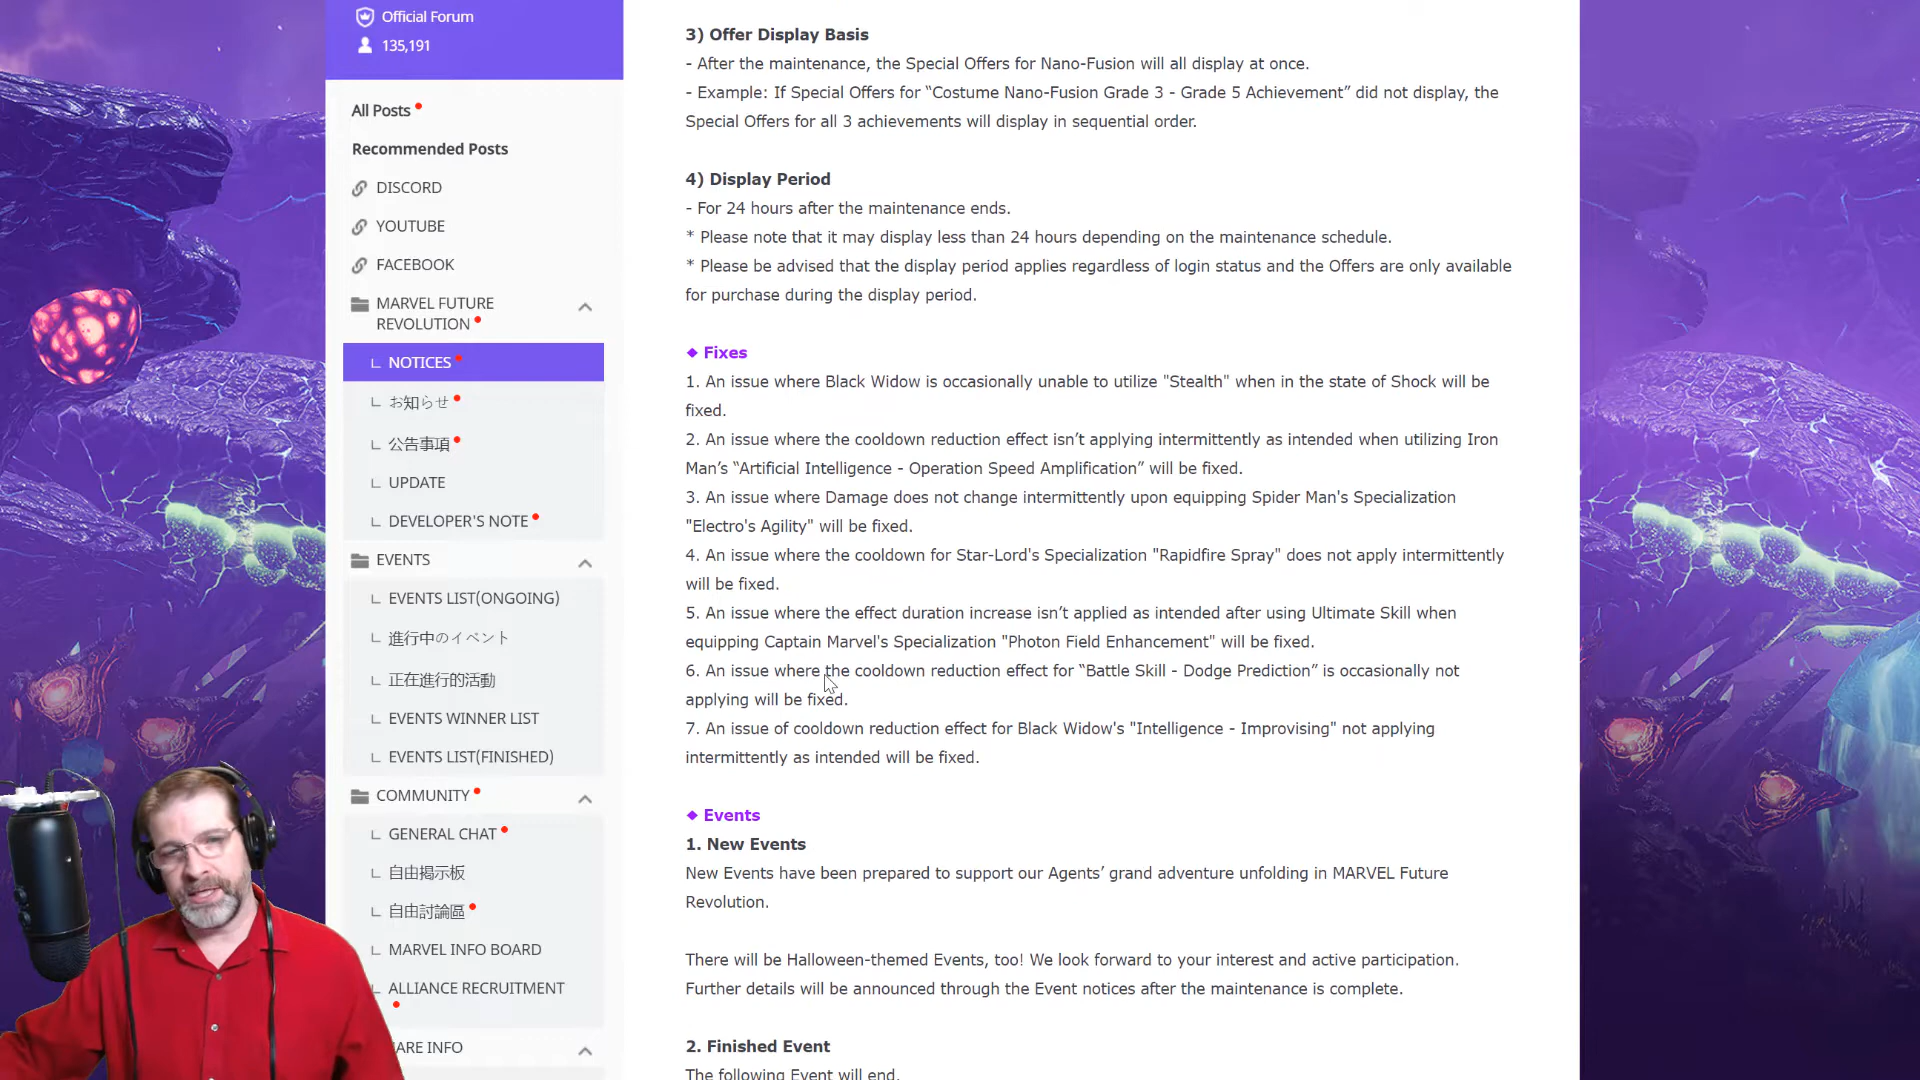 Official Forum
135,191
All Posts
Recommended Posts
DISCORD
YOUTUBE
FACEBOOK
MARVEL FUTURE
REVOLUTION
NOTICES
お知らせ
公告事項
UPDATE
DEVELOPER'S NOTE
EVENTS
EVENTS LIST(ONGOING)
進行中のイベント
正在進行的活動
EVENTS WINNER LIST
EVENTS LIST(FINISHED)
COMMUNITY
GENERAL CHAT
自由掲示板
自由討論區
MARVEL INFO BOARD
ALLIANCE RECRUITMENT
ARE INFO
3) Offer Display Basis
- After the maintenance, the Special Offers for Nano-Fusion will all display at once.
- Example: If Special Offers for “Costume Nano-Fusion Grade 3 - Grade 5 Achievement” did not display, the
Special Offers for all 3 achievements will display in sequential order.
4) Display Period
- For 24 hours after the maintenance ends.
* Please note that it may display less than 24 hours depending on the maintenance schedule.
* Please be advised that the display period applies regardless of login status and the Offers are only available
for purchase during the display period.
◆ Fixes
1. An issue where Black Widow is occasionally unable to utilize "Stealth" when in the state of Shock will be
fixed.
2. An issue where the cooldown reduction effect isn’t applying intermittently as intended when utilizing Iron
Man’s “Artificial Intelligence - Operation Speed Amplification” will be fixed.
3. An issue where Damage does not change intermittently upon equipping Spider Man's Specialization
"Electro's Agility" will be fixed.
4. An issue where the cooldown for Star-Lord's Specialization "Rapidfire Spray" does not apply intermittently
will be fixed.
5. An issue where the effect duration increase isn’t applied as intended after using Ultimate Skill when
equipping Captain Marvel's Specialization "Photon Field Enhancement" will be fixed.
6. An issue where the cooldown reduction effect for “Battle Skill - Dodge Prediction” is occasionally not
applying will be fixed.
7. An issue of cooldown reduction effect for Black Widow's "Intelligence - Improvising" not applying
intermittently as intended will be fixed.
◆ Events
1. New Events
New Events have been prepared to support our Agents’ grand adventure unfolding in MARVEL Future
Revolution.
There will be Halloween-themed Events, too! We look forward to your interest and active participation.
Further details will be announced through the Event notices after the maintenance is complete.
2. Finished Event
The following Event will end.